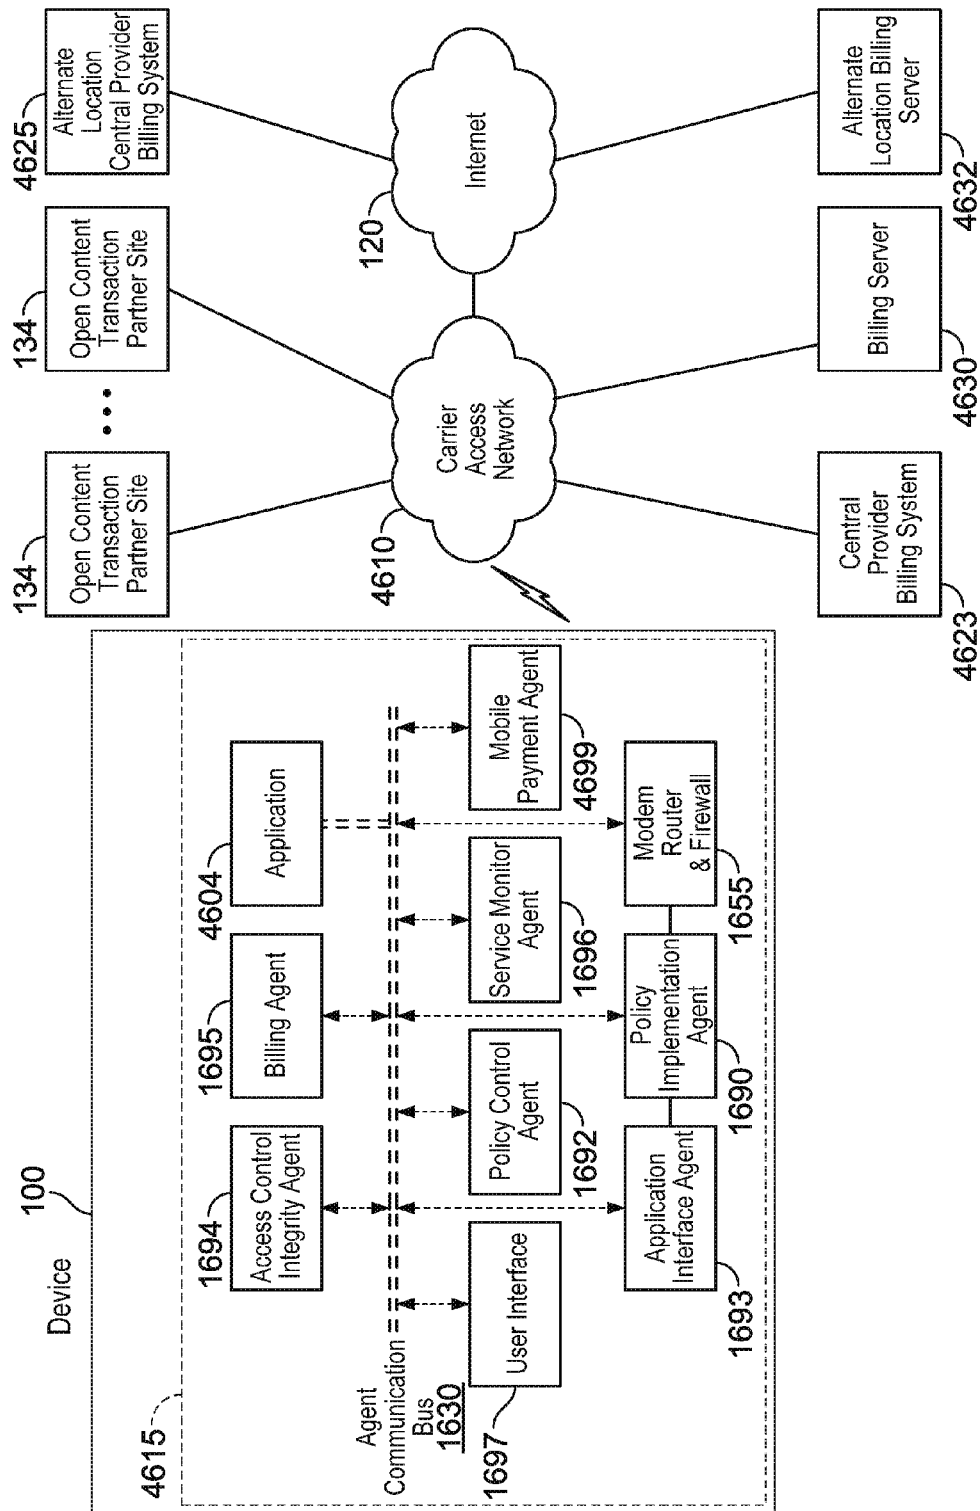 Device
100
4615
1694
Access Control
Integrity Agent
1695
Billing Agent
4604
Application
Agent
Communication
Bus
1630
User Interface
1697
Policy Control
Agent
1692
Service Monitor
Agent
1696
Mobile
Payment Agent
4699
Application
Interface Agent
1693
Policy
Implementation
Agent
1690
Modem
Router
& Firewall
1655
134
Open Content
Transaction
Partner Site
•••
134
Open Content
Transaction
Partner Site
4625
Alternate
Location
Central Provider
Billing System
4610
Carrier
Access
Network
120
Internet
Central
Provider
Billing System
4623
Billing Server
4630
Alternate
Location Billing
Server
4632